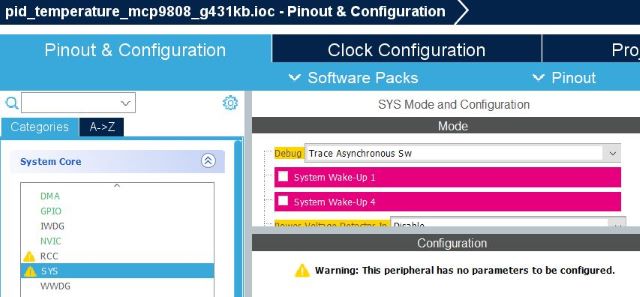 pid_temperature_mcp9808_g431kb.ioc - Pinout & Configuration
Pinout & Configuration
Clock Configuration
Proj
Software Packs
Pinout
SYS Mode and Configuration
Categories
A->Z
Mode
System Core
Debug Trace Asynchronous Sw
System Wake-Up 1
System Wake-Up 4
Power Voltage Detector In Disable
DMA
GPIO
IWDG
NVIC
RCC
SYS
WWDG
Configuration
Warning: This peripheral has no parameters to be configured.